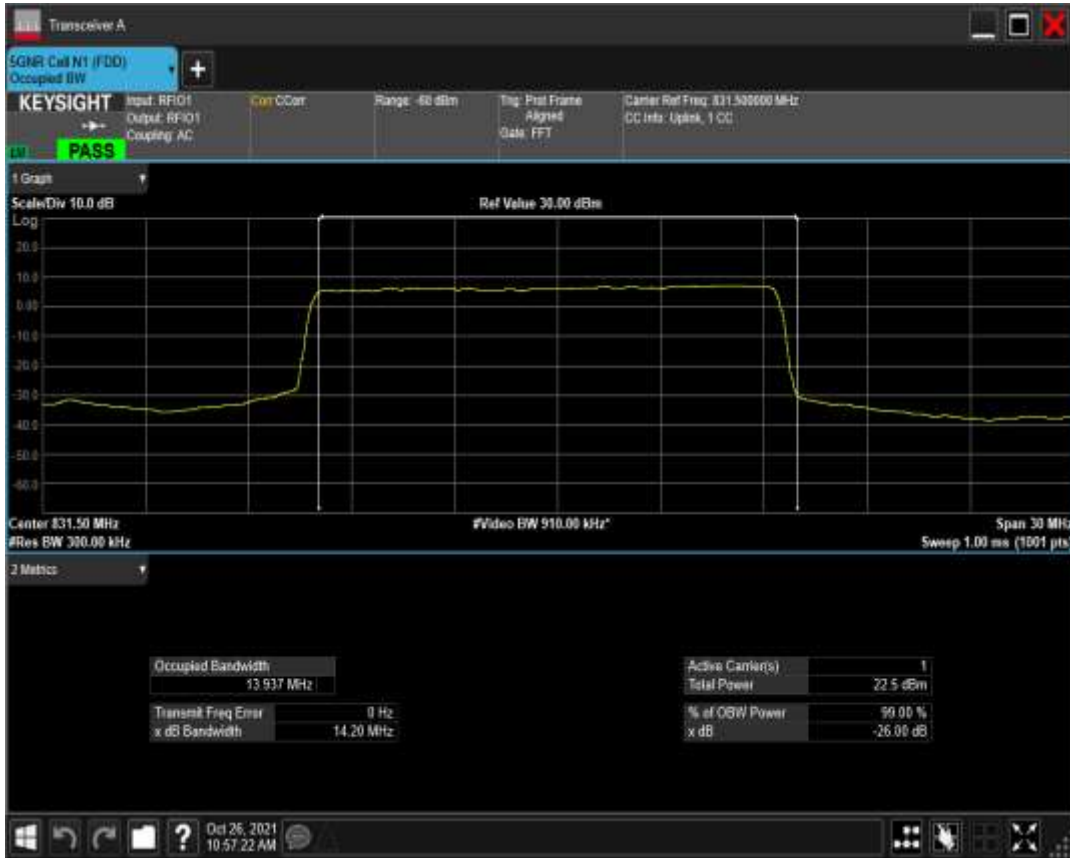 Transceiver A
5GNR Cell N1 (FDD)
Occupied BW
KEYSIGHT
Input: RFIO1
Output: RFIO1
Coupling: AC
Corr CCorr
Range: -60 dBm
Trig: Prot Frame
Aligned
Gate: FFT
Carrier Ref Freq: 831.500000 MHz
CC Info: Uplink, 1 CC
PASS
1 Graph
Scale/Div 10.0 dB
Ref Value 30.00 dBm
Log
20.0
10.0
0.00
-10.0
-20.0
-30.0
-40.0
-50.0
-60.0
Center 831.50 MHz
#Video BW 910.00 kHz*
Span 30 MHz
#Res BW 300.00 kHz
Sweep 1.00 ms (1001 pts)
2 Metrics
Occupied Bandwidth
13.937 MHz
Transmit Freq Error 0 Hz
x dB Bandwidth 14.20 MHz
Active Carrier(s) 1
Total Power 22.5 dBm
% of OBW Power 99.00 %
x dB -26.00 dB
Oct 26, 2021
10:57:22 AM